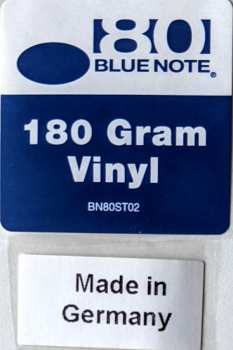 80
BLUE NOTE®
180 Gram
Vinyl
BN80ST02
Made in
Germany